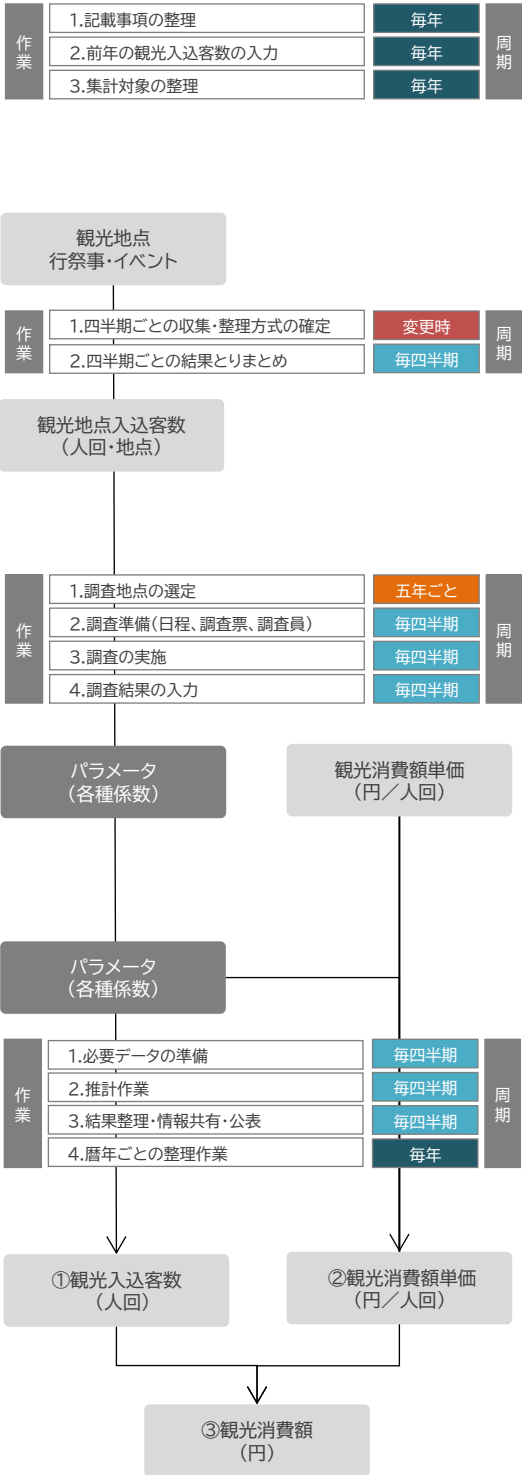 作業
1.記載事項の整理
毎年
周期
2.前年の観光入込客数の入力
毎年
3.集計対象の整理
毎年
観光地点
行祭事・イベント
作業
1.四半期ごとの収集・整理方式の確定
変更時
周期
2.四半期ごとの結果とりまとめ
毎四半期
観光地点入込客数
(人回・地点)
作業
1.調査地点の選定
五年ごと
周期
2.調査準備(日程、調査票、調査員)
毎四半期
3.調査の実施
毎四半期
4.調査結果の入力
毎四半期
パラメータ
(各種係数)
観光消費額単価
(円/人回)
パラメータ
(各種係数)
作業
1.必要データの準備
毎四半期
周期
2.推計作業
毎四半期
3.結果整理・情報共有・公表
毎四半期
4.暦年ごとの整理作業
毎年
①観光入込客数
(人回)
②観光消費額単価
(円/人回)
③観光消費額
(円)